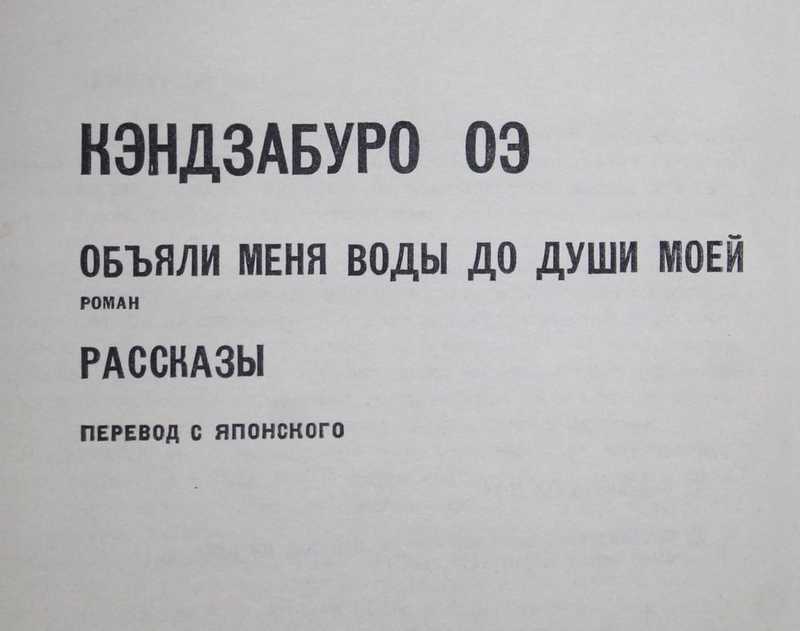 КЭНДЗАБУРО ОЭ
ОБЪЯЛИ МЕНЯ ВОДЫ ДО ДУШИ МОЕЙ
РОМАН
РАССКАЗЫ
ПЕРЕВОД С ЯПОНСКОГО